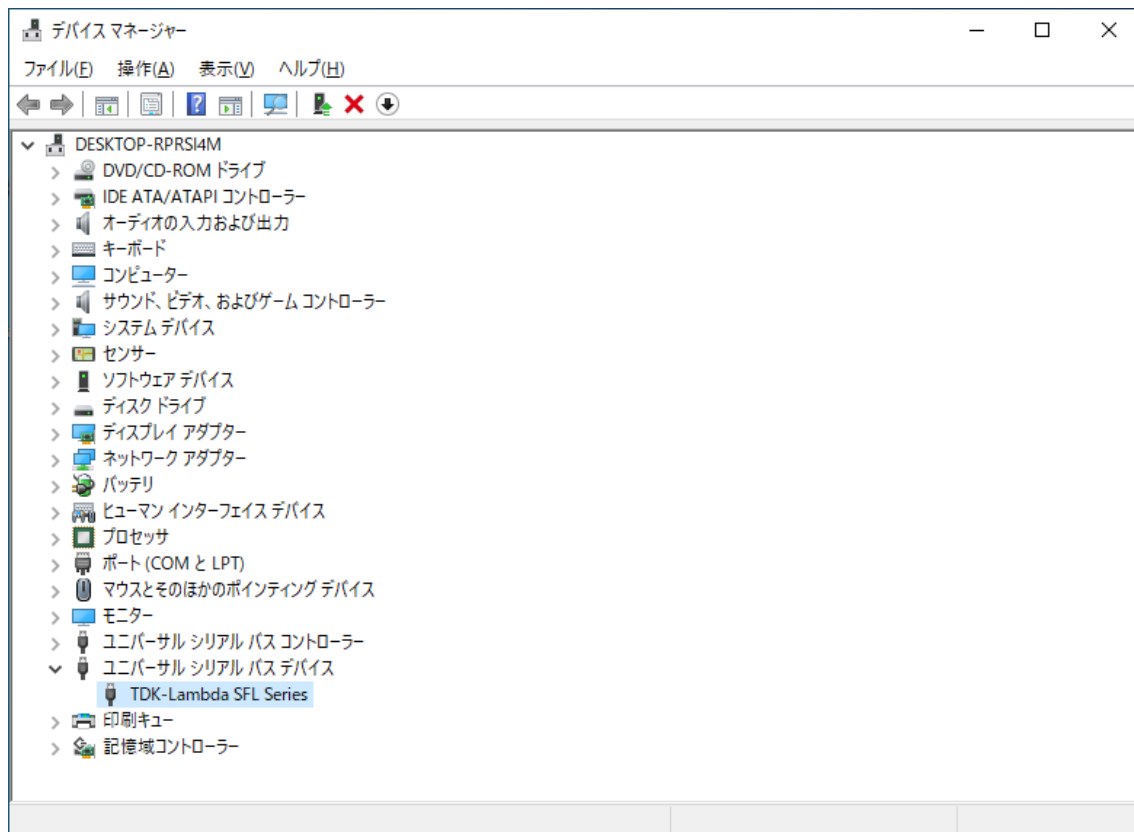 デバイス マネージャー
ファイル(F) 操作(A) 表示(V) ヘルプ(H)
DESKTOP-RPRSI4M
DVD/CD-ROM ドライブ
IDE ATA/ATAPI コントローラー
オーディオの入力および出力
キーボード
コンピューター
サウンド、ビデオ、およびゲーム コントローラー
システム デバイス
センサー
ソフトウェア デバイス
ディスク ドライブ
ディスプレイ アダプター
ネットワーク アダプター
バッテリ
ヒューマン インターフェイス デバイス
プロセッサ
ポート (COM と LPT)
マウスとそのほかのポインティング デバイス
モニター
ユニバーサル シリアル バス コントローラー
ユニバーサル シリアル バス デバイス
TDK-Lambda SFL Series
印刷キュー
記憶域コントローラー